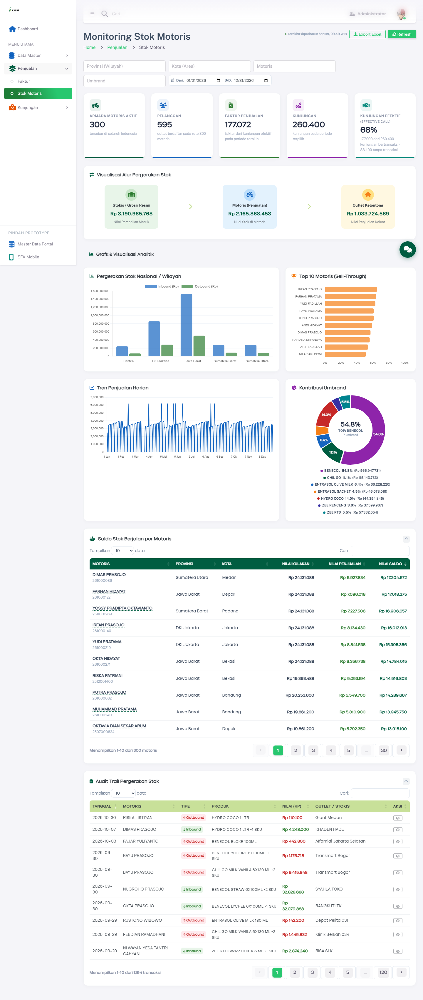 KALBE
Cari...
Administrator
Dashboard
MENU UTAMA
Data Master
Penjualan
Faktur
Stok Motoris
Kunjungan
PINDAH PROTOTYPE
Master Data Portal
SFA Mobile
Monitoring Stok Motoris
Terakhir diperbarui: hari ini, 09.49 WIB
Export Excel
Refresh
Home > Penjualan > Stok Motoris
Provinsi (Wilayah)
Kota (Area)
Motoris
Umbrand
Dari: 01/01/2026 S/D: 12/31/2026
ARMADA MOTORIS AKTIF
300
tersebar di seluruh Indonesia
PELANGGAN
595
outlet terdaftar pada rute 300
motoris
FAKTUR PENJUALAN
177.072
faktur dari kunjungan efektif
pada periode terpilih
KUNJUNGAN
260.400
kunjungan pada periode
terpilih
KUNJUNGAN EFEKTIF
(EFFECTIVE CALL)
68%
177.000 dari 260.400
kunjungan bertransaksi ·
83.400 tanpa transaksi
Visualisasi Alur Pergerakan Stok
Stokis / Grosir Resmi
Rp 3.190.965.768
Nilai Pembelian Masuk
Motoris (Penjualan)
Rp 2.165.868.453
Nilai Stok di Motoris
Outlet Kelontong
Rp 1.033.724.569
Nilai Penjualan Keluar
Grafk & Visualisasi Analitik
Pergerakan Stok Nasional / Wilayah
Inbound (Rp) Outbound (Rp)
1,600,000,000
1,400,000,000
1,200,000,000
1,000,000,000
800,000,000
600,000,000
400,000,000
200,000,000
0
Banten DKI Jakarta Jawa Barat Sumatera Barat Sumatera Utara
Top 10 Motoris (Sell-Through)
IRFAN PRASOJO
FARHAN PRATAMA
YUDI FADILLAH
BAYU PRATAMA
TONO PRASOJO
ANDI HIDAYAT
DIMAS PRASOJO
HARIANA ERFANDYA
ARIF FADILLAH
NILA SARI DEWI
0% 20% 40% 60% 80% 100%
Tren Penjualan Harian
7,000,000
6,000,000
5,000,000
4,000,000
3,000,000
2,000,000
1,000,000
0
1 Jan 1 Feb 4 Mar 4 Apr 5 Mei 5 Jun 6 Jul 6 Ags 6 Sep 7 Okt 7 Nov 8 Des
Kontribusi Umbrand
5.5%
14.0%
6.4%
11.1%
54.8%
54.8%
TOP: BENECOL
7 umbrand
BENECOL 54.8% (Rp 566.947.731)
CHIL GO 11.1% (Rp 115.143.733)
ENTRASOL OLIVE MILK 6.4% (Rp 66.228.220)
ENTRASOL SACHET 4.5% (Rp 46.078.019)
HYDRO COCO 14.0% (Rp 144.394.845)
ZEE RENCENG 3.6% (Rp 37.599.967)
ZEE RTD 5.5% (Rp 57.332.054)
Saldo Stok Berjalan per Motoris
Tampilkan 10 data
Cari:
MOTORIS PROVINSI KOTA NILAI KULAKAN NILAI PENJUALAN NILAI SALDO
DIMAS PRASOJO
261000086
Sumatera Utara Medan Rp 24.131.088 Rp 6.927.834 Rp 17.204.572
FARHAN HIDAYAT
261000122
Jawa Barat Depok Rp 24.131.088 Rp 7.096.018 Rp 17.018.375
YOSSY PRADIPTA OKTAVIANTO
2511001269
Sumatera Barat Padang Rp 24.131.088 Rp 7.227.506 Rp 16.906.657
IRFAN PRASOJO
261000140
DKI Jakarta Jakarta Rp 24.131.088 Rp 8.134.430 Rp 16.012.913
YUDI PRATAMA
261000219
DKI Jakarta Jakarta Rp 24.131.088 Rp 8.841.538 Rp 15.305.366
OKTA HIDAYAT
261000271
Jawa Barat Bekasi Rp 24.131.088 Rp 9.356.738 Rp 14.784.015
RISKA PATRIANI
2512001400
Jawa Barat Bekasi Rp 19.393.488 Rp 5.053.194 Rp 14.516.803
PUTRA PRASOJO
261000082
Jawa Barat Bandung Rp 20.253.600 Rp 5.549.700 Rp 14.289.667
MUHAMMAD PRATAMA
261000240
Jawa Barat Bandung Rp 19.861.200 Rp 5.810.900 Rp 13.945.750
OKTAVIA DIAN SEKAR ARUM
2507000634
Jawa Barat Depok Rp 19.861.200 Rp 5.792.350 Rp 13.915.100
Menampilkan 1-10 dari 300 motoris
‹ 1 2 3 4 5 ... 30 ›
Audit Trail Pergerakan Stok
Tampilkan 10 data
Cari:
TANGGAL MOTORIS TIPE PRODUK NILAI (RP) OUTLET / STOKIS AKSI
2026-10-30 RISKA LISTIYANI ↑ Outbound HYDRO COCO 1 LTR Rp 110.100 Giant Medan
2026-10-07 DIMAS PRASOJO ↓ Inbound HYDRO COCO 1 LTR +1 SKU Rp 4.248.000 RHADEN HADE
2026-10-03 FAJAR YULIYANTO ↑ Outbound BENECOL BLCKR 100ML Rp 442.800 Alfamidi Jakarta Selatan
2026-09-
30
BAYU PRASOJO ↑ Outbound BENECOL YOGURT 6X100ML +1
SKU
Rp 1.175.718 Transmart Bogor
2026-09-
30
BAYU PRASOJO ↑ Outbound CHIL GO MILK VANILA 6X130 ML +2
SKU
Rp 9.415.848 Transmart Bogor
2026-09-
30
NUGROHO PRASOJO ↓ Inbound BENECOL STRAW 6X100ML +2 SKU Rp
32.828.688
SYAHLA TOKO
2026-09-
30
OKTA PRASOJO ↓ Inbound BENECOL LYCHEE 6X100ML +1 SKU Rp
32.079.888
RANGKUTI TK
2026-09-29 RUSTONO WIBOWO ↑ Outbound ENTRASOL OLIVE MILK 180 ML Rp 142.200 Depot Pelita 031
2026-09-29 FEBDIAN RAMADHANI ↑ Outbound CHIL GO MILK VANILA 6X130 ML +2
SKU
Rp 1.445.832 Klinik Berkah 034
2026-09-29 NI WAYAN YESA TANTRI
CAHYANI
↓ Inbound ZEE RTD SWIZZ COK 185 ML +1 SKU Rp 2.874.240 RISA SLK
Menampilkan 1-10 dari 1,194 transaksi
‹ 1 2 3 4 5 ... 120 ›